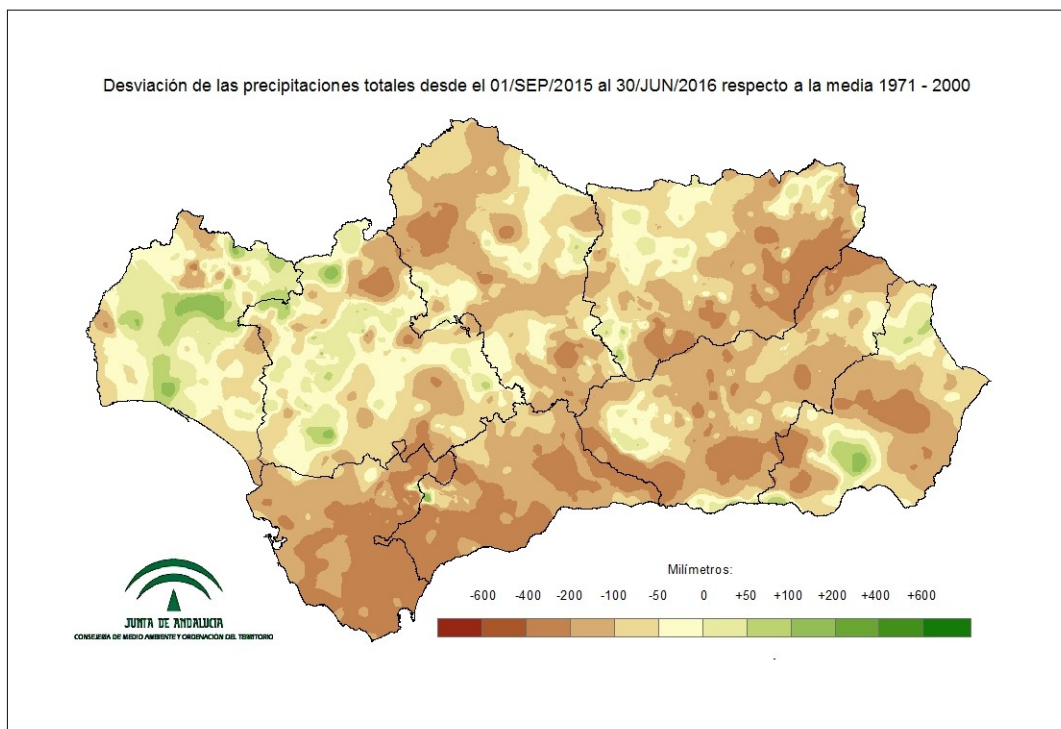 Desviación de las precipitaciones totales desde el 01/SEP/2015 al 30/JUN/2016 respecto a la media 1971 - 2000
Milímetros:
-600 -400 -200 -100 -50 0 +50 +100 +200 +400 +600
JUNTA DE ANDALUCIA
CONSEJERÍA DE MEDIO AMBIENTE Y ORDENACIÓN DEL TERRITORIO